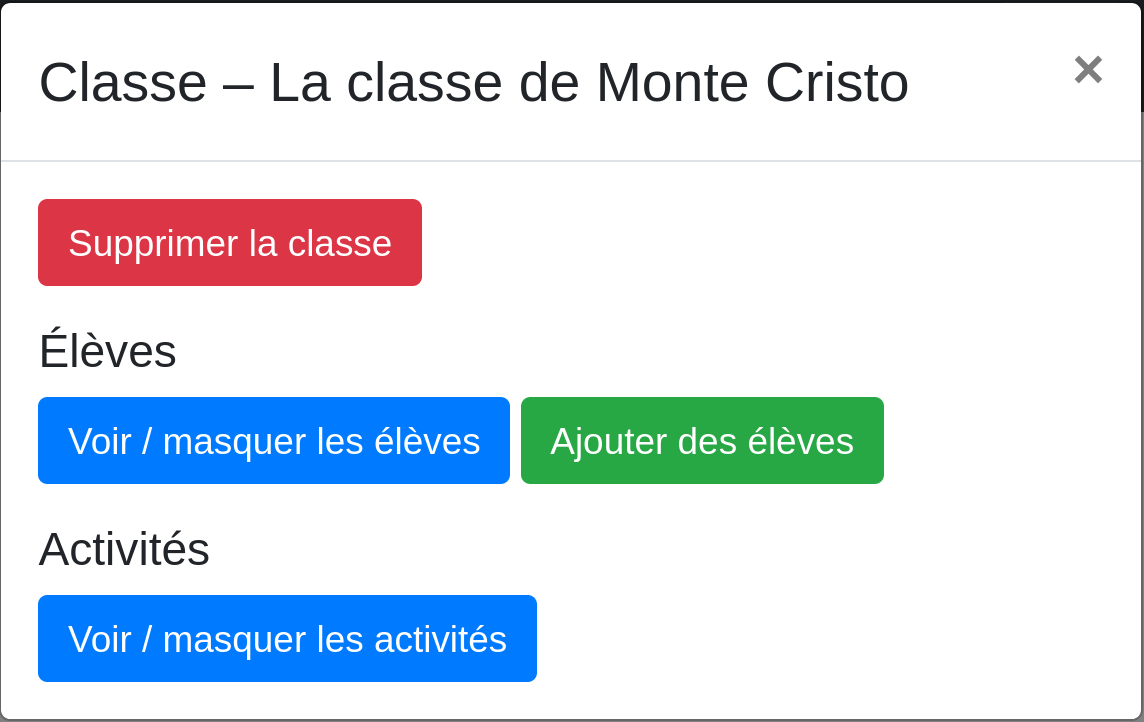 Classe – La classe de Monte Cristo
×
Supprimer la classe
Élèves
Voir / masquer les élèves
Ajouter des élèves
Activités
Voir / masquer les activités